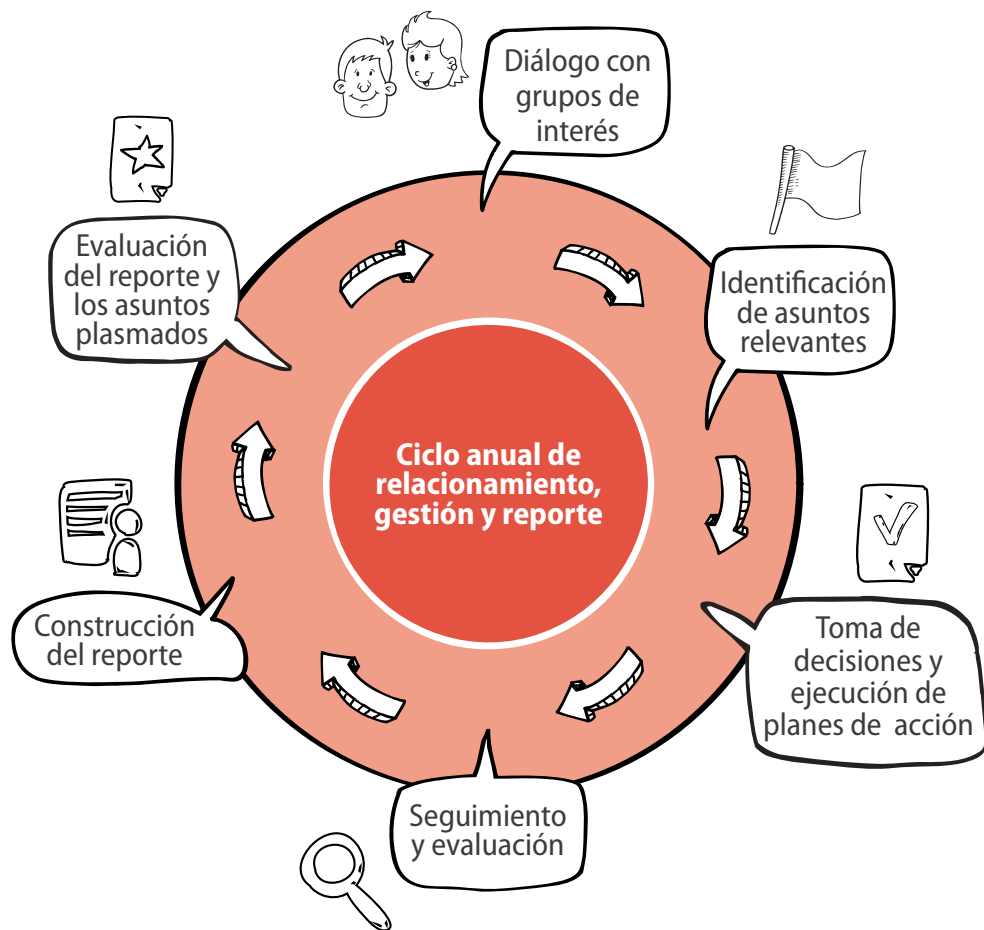 Diálogo con
grupos de
interés
Identificación
de asuntos
relevantes
Toma de
decisiones y
ejecución de
planes de acción
Seguimiento
y evaluación
Construcción
del reporte
Evaluación
del reporte y
los asuntos
plasmados
Ciclo anual de
relacionamiento,
gestión y reporte